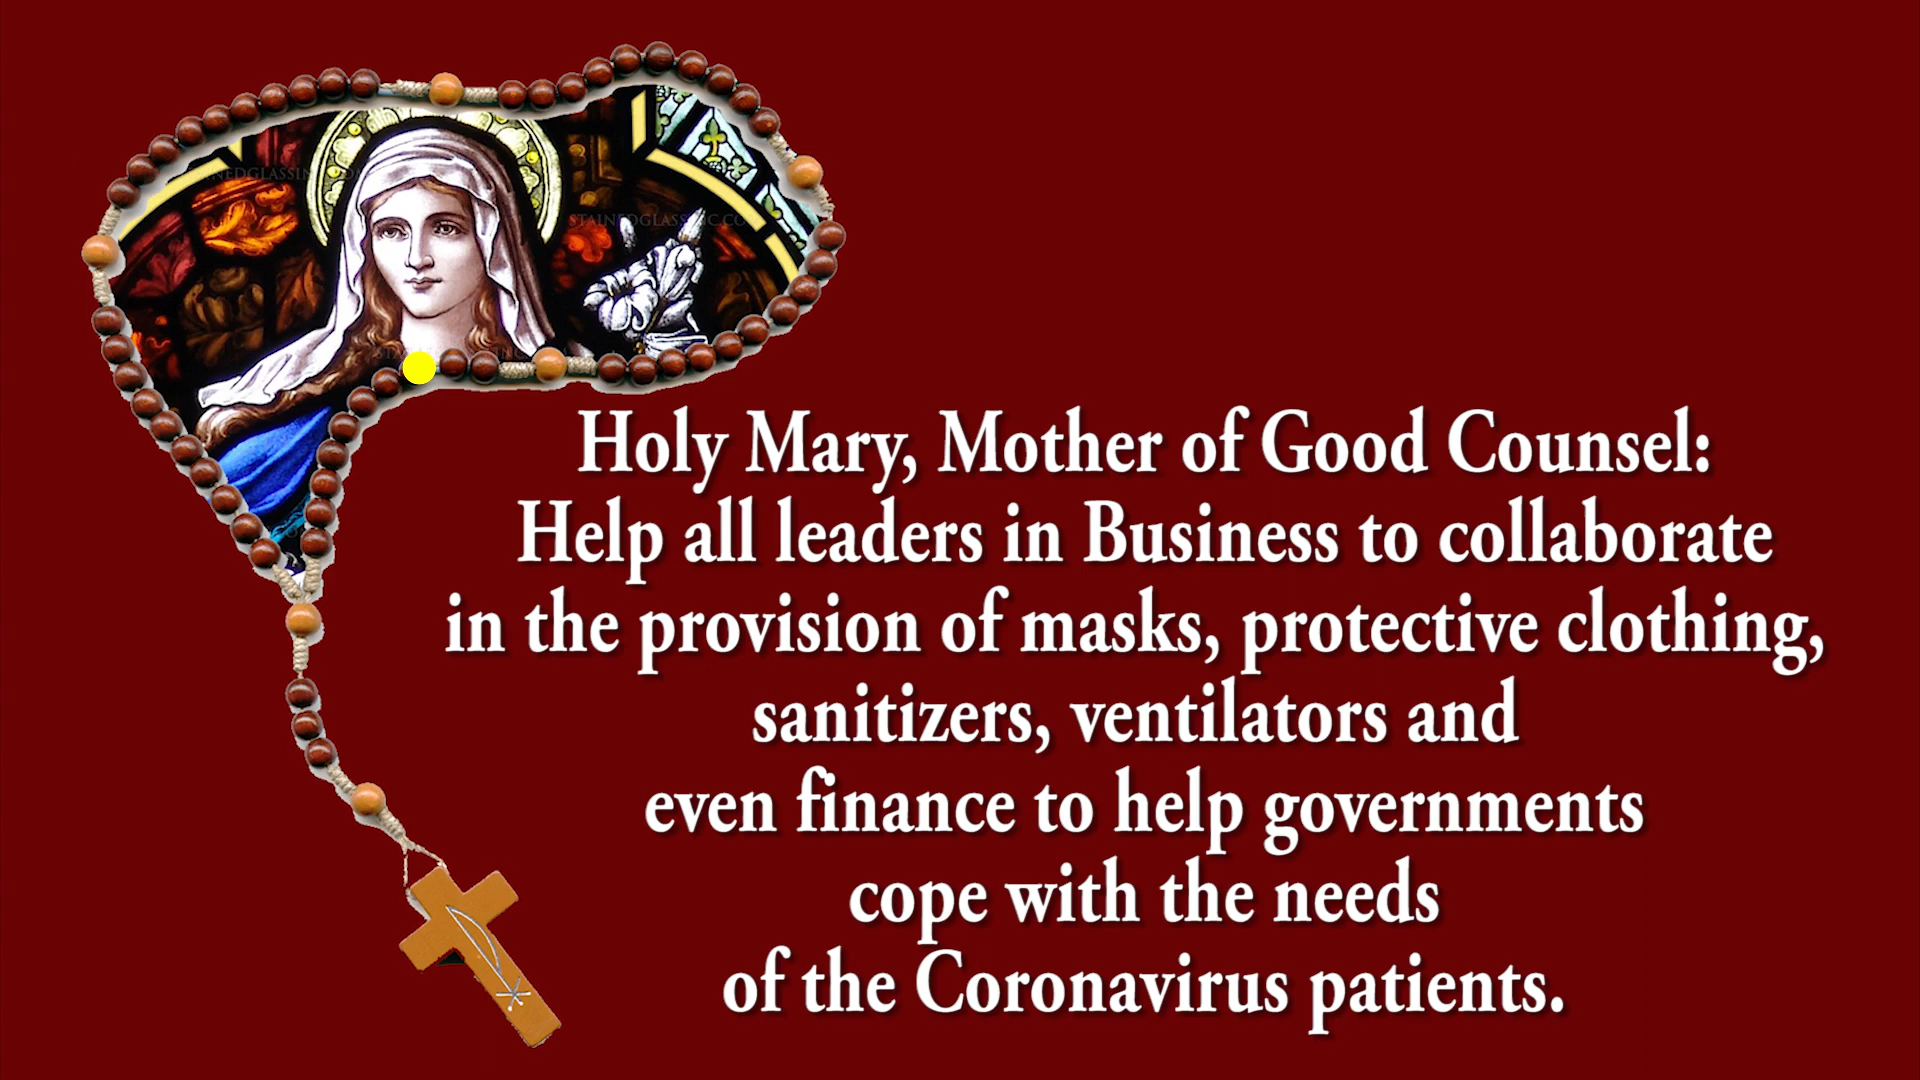 Holy Mary, Mother of Good Counsel:
Help all leaders in Business to collaborate
in the provision of masks, protective clothing,
sanitizers, ventilators and
even finance to help governments
cope with the needs
of the Coronavirus patients.